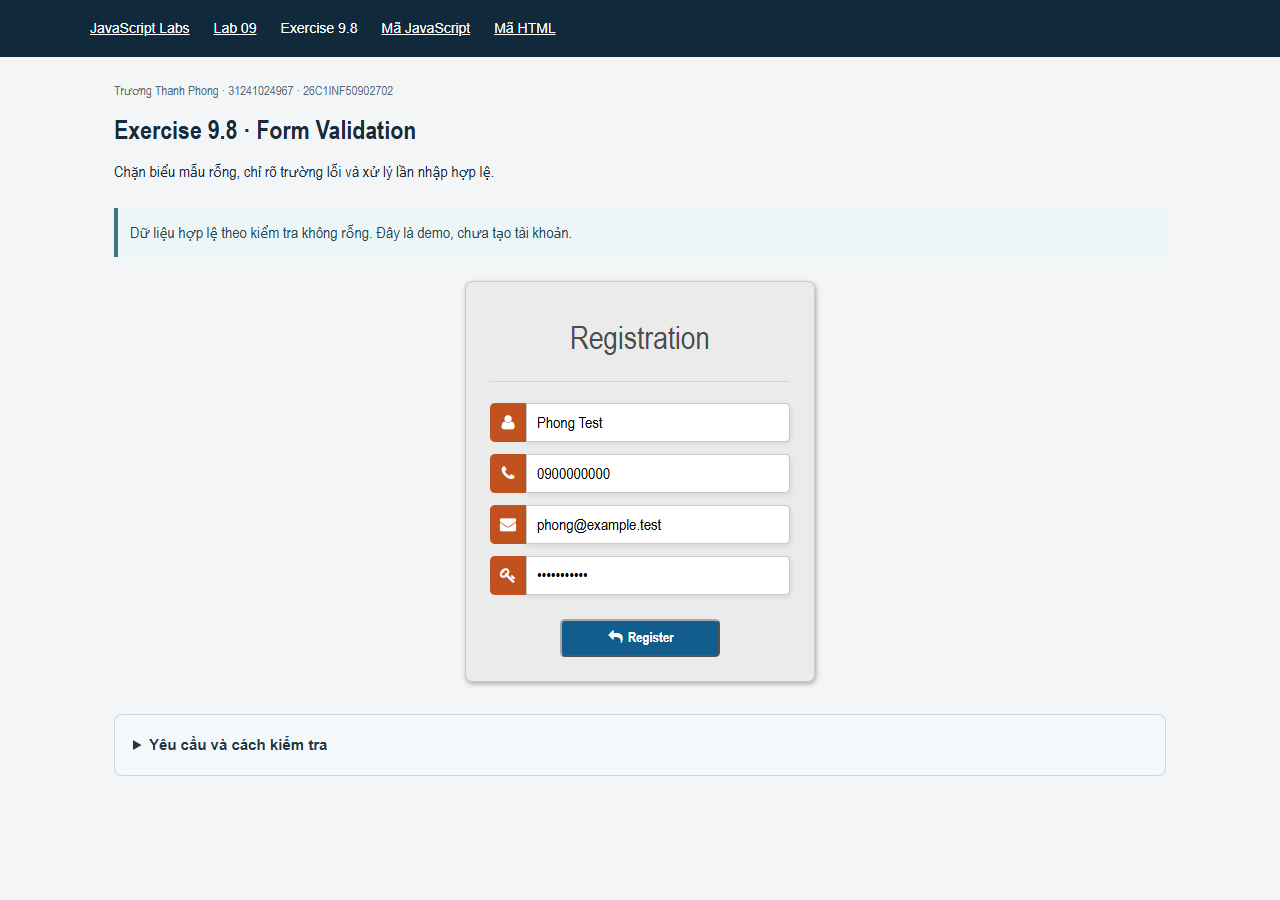 JavaScript Labs Lab 09 Exercise 9.8 Mã JavaScript Mã HTML
Trương Thanh Phong · 31241024967 · 26C1INF50902702
Exercise 9.8 · Form Validation
Chặn biểu mẫu rỗng, chỉ rõ trường lỗi và xử lý lần nhập hợp lệ.
Dữ liệu hợp lệ theo kiểm tra không rỗng. Đây là demo, chưa tạo tài khoản.
Registration
Phong Test
0900000000
phong@example.test
•••••••••••
Register
Yêu cầu và cách kiểm tra